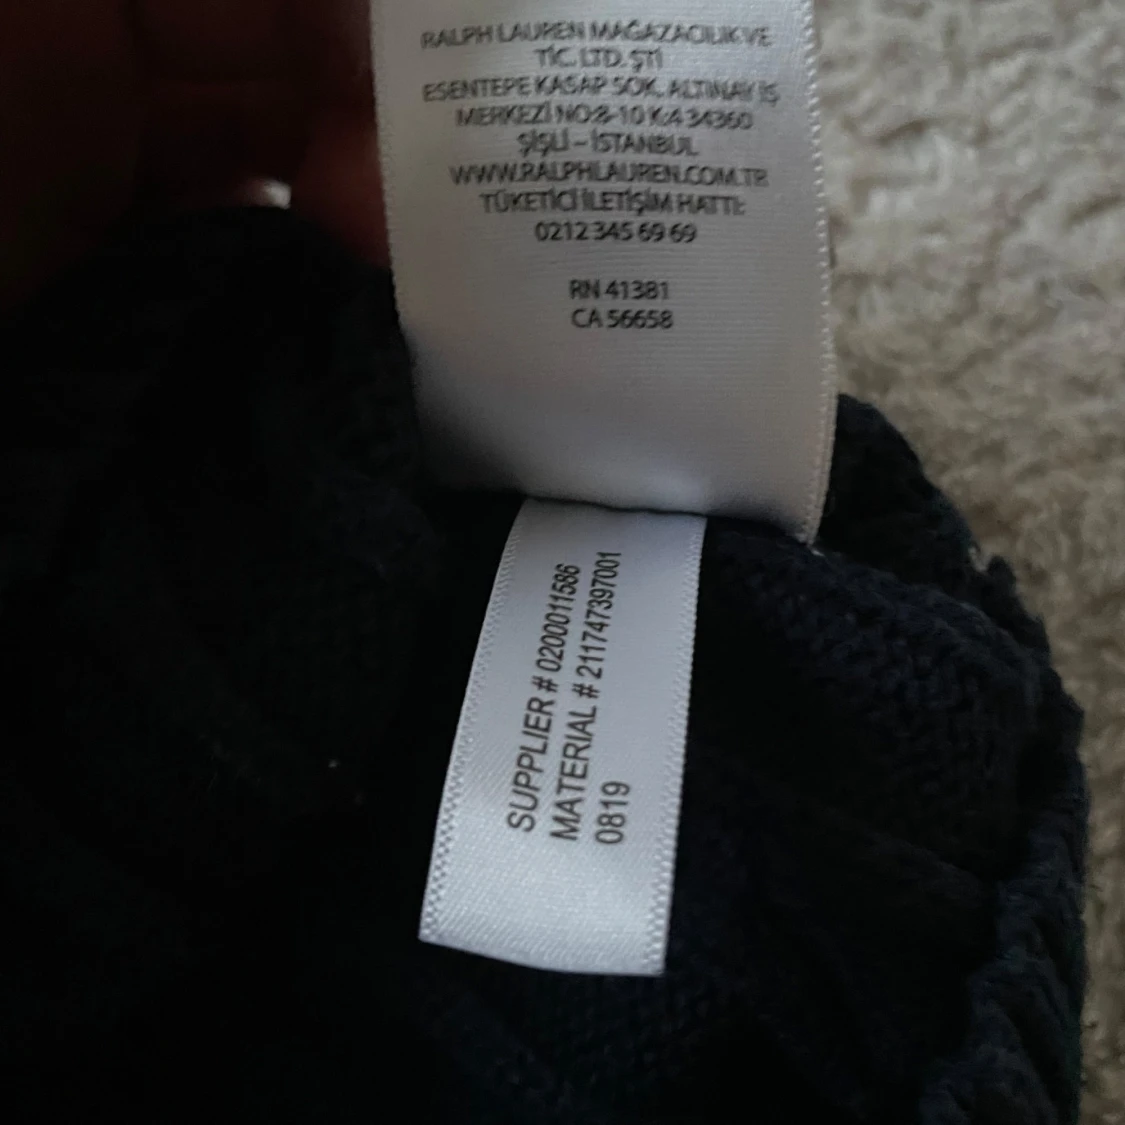 RALPH LAUREN MAĞAZACILIK VE
TİC. LTD. ŞTİ
ESENTEPE KASAP SOK. ALTINAY İŞ
MERKEZİ NO:8-10 K:4 34360
ŞİŞLİ – İSTANBUL
WWW.RALPHLAUREN.COM.TR
TÜKETİCİ İLETİŞİM HATTI:
0212 345 69 69
RN 41381
CA 56658
SUPPLIER # 0200011586
MATERIAL # 211747397001
0819